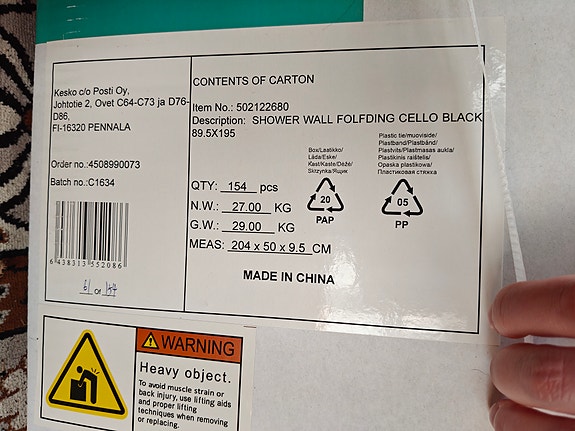 Kesko c/o Posti Oy,
Johtotie 2, Ovet C64-C73 ja D76-
D86,
FI-16320 PENNALA
Order no.:4508990073
Batch no.:C1634
6 438313 552086
61 of 154
CONTENTS OF CARTON
Item No.: 502122680
Description: SHOWER WALL FOLFDING CELLO BLACK
89.5X195
QTY: 154 pcs
N.W.: 27.00 KG
G.W.: 29.00 KG
MEAS: 204 x 50 x 9.5 CM
Box/Laatikko/
Låda/Eske/
Kast/Kaste/Dėžė/
Skrzynka/Ящик
20
PAP
Plastic tie/muoviside/
Plastband/Plastbånd/
Plastvits/Plastmasas aukla/
Plastikinis raištelis/
Opaska plastikowa/
Пластиковая стяжка
05
PP
MADE IN CHINA
WARNING
Heavy object.
To avoid muscle strain or
back injury, use lifting aids
and proper lifting
techniques when removing
or replacing.